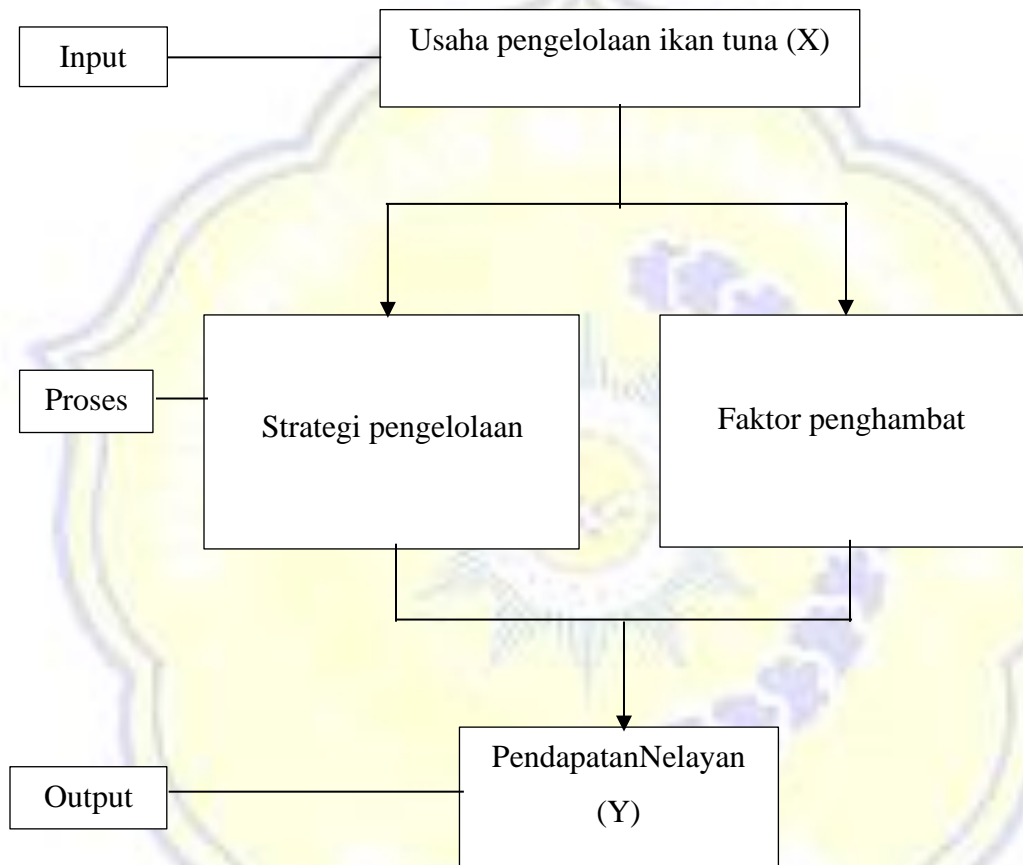 Input
Usaha pengelolaan ikan tuna (X)
Proses
Strategi pengelolaan
Faktor penghambat
Output
PendapatanNelayan
(Y)